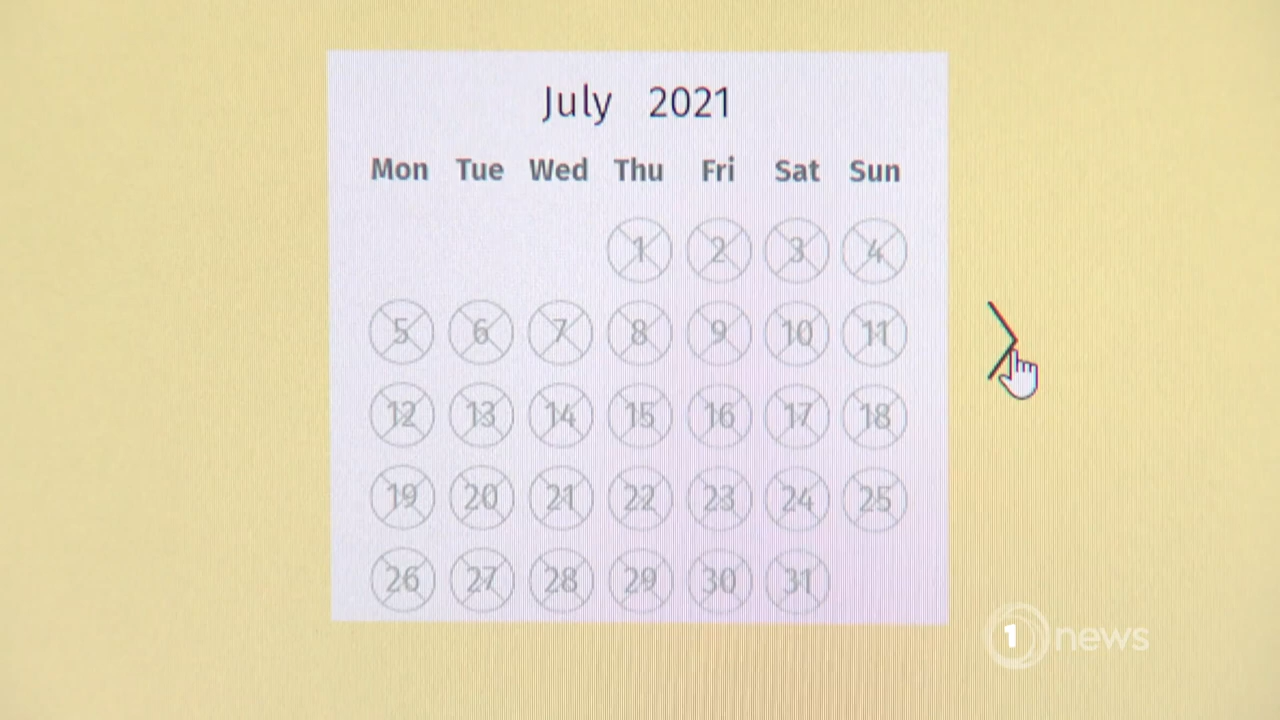 July 2021
Mon Tue Wed Thu Fri Sat Sun
1 2 3 4
5 6 7 8 9 10 11
12 13 14 15 16 17 18
19 20 21 22 23 24 25
26 27 28 29 30 31
1 news